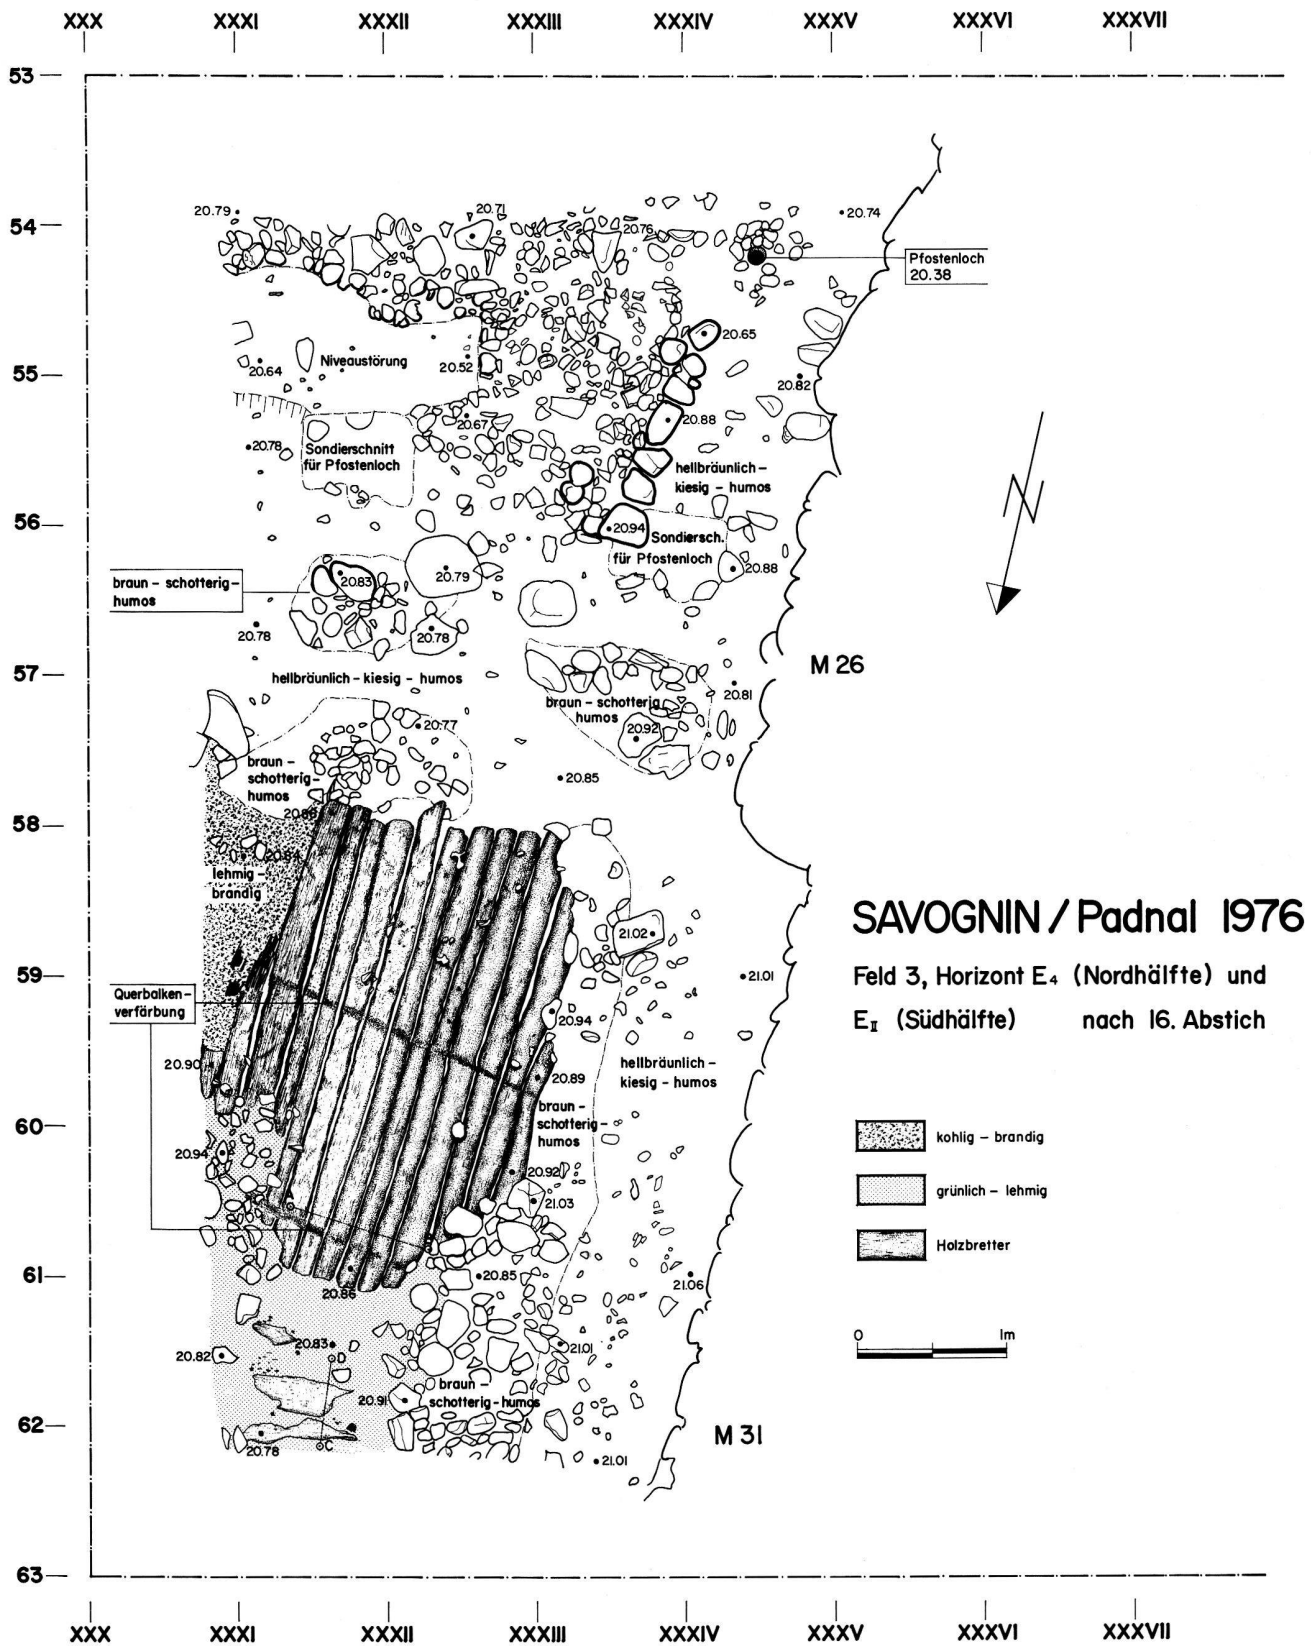 XXX XXXI XXXII XXXIII XXXIV XXXV XXXVI XXXVII
53
20.79 20.71 20.74
54 20.76
Pfostenloch
20.38
20.65
Niveaustörung
20.64 20.52
55 20.82
20.67 20.88
20.78 Sondierschnitt
für Pfostenloch
hellbräunlich-
kiesig-humos
56 20.94 Sondiersch.
für Pfostenloch
20.88
braun-schotterig-
humos
20.83 20.79
20.78 20.78
M 26
57
hellbräunlich-kiesig-humos
20.81
braun-schotterig
humos
20.92
20.77
braun-
schotterig-
humos
20.85
58
20.84
lehmig-
brandig
21.02
SAVOGNIN/Padnal 1976
59 21.01
Feld 3, Horizont E4 (Nordhälfte) und
EII (Südhälfte) nach 16. Abstich
Querbalken-
verfärbung
20.94
20.90 20.89
hellbräunlich-
kiesig-humos
braun-
schotterig-
humos
60
kohlig-brandig
20.94 20.92
grünlich-lehmig
A 21.03
Holzbretter
61 20.85 21.06
20.86
0 1m
20.83 21.01
20.82 D
braun-
schotterig-humos
20.91
62
M 31
20.78 C 21.01
63
XXX XXXI XXXII XXXIII XXXIV XXXV XXXVI XXXVII